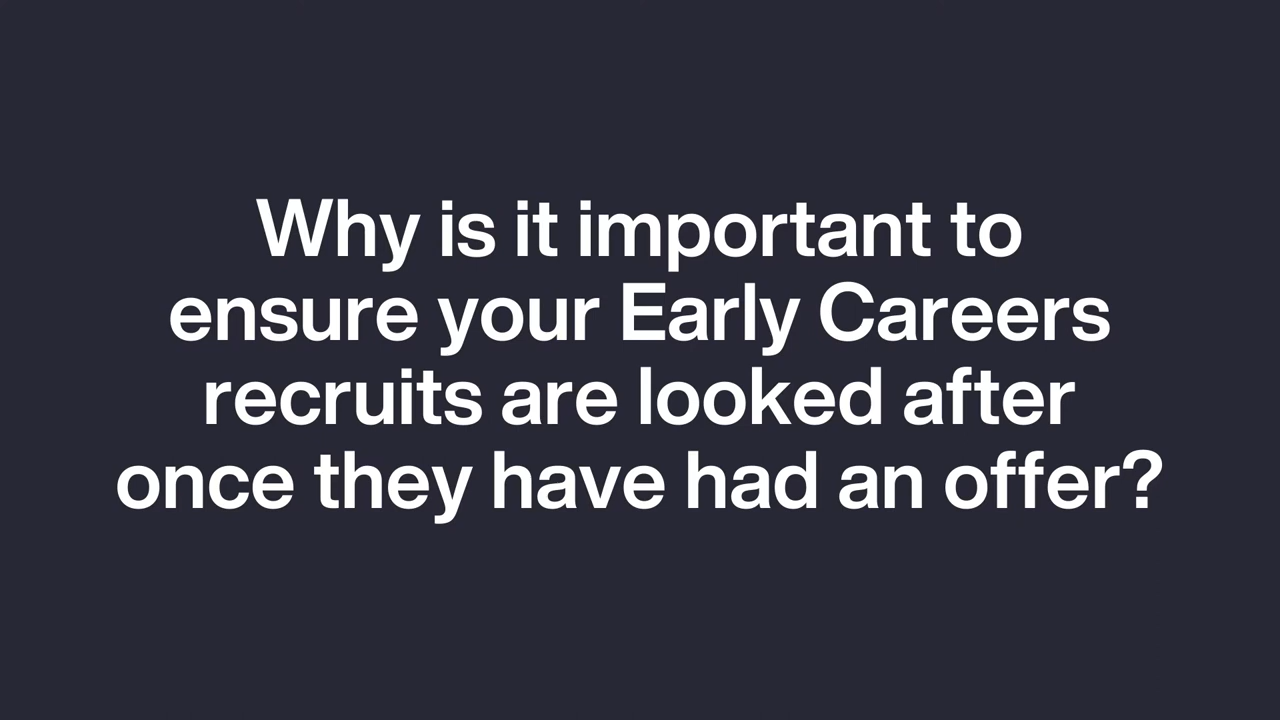 Why is it important to
ensure your Early Careers
recruits are looked after
once they have had an offer?